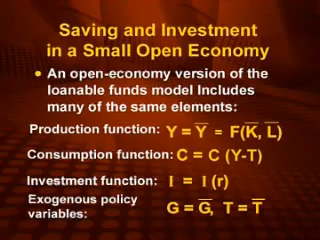 Saving and Investment
in a Small Open Economy
• An open-economy version of the
loanable funds model Includes
many of the same elements:
Production function: Y = Y̅ = F(K̅, L̅)
Consumption function: C = C (Y-T)
Investment function: I = I (r)
Exogenous policy
variables: G = G̅, T = T̅